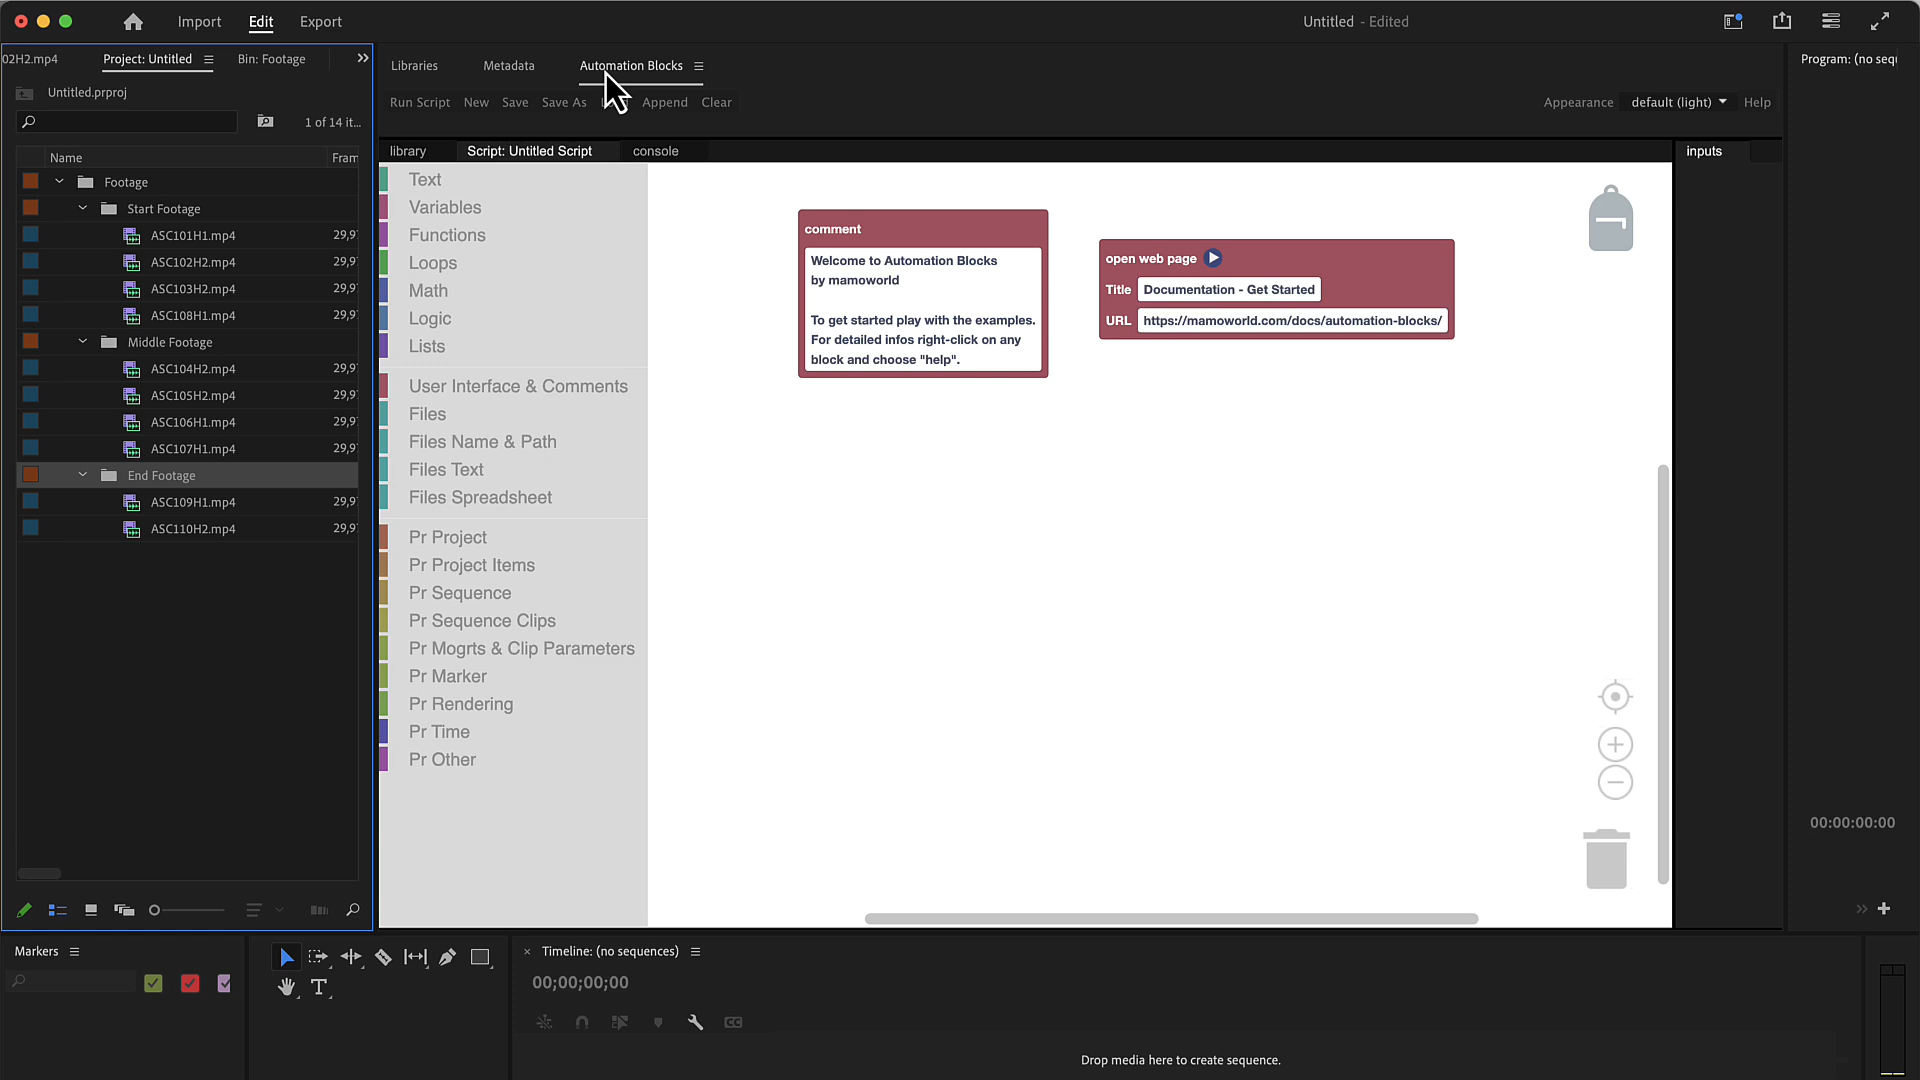 Import
Edit
Export
Untitled - Edited
02H2.mp4
Project: Untitled
Bin: Footage
Untitled.prproj
1 of 14 it...
Name
Fram
Footage
Start Footage
ASC101H1.mp4 29,9
ASC102H2.mp4 29,9
ASC103H2.mp4 29,9
ASC108H1.mp4 29,9
Middle Footage
ASC104H2.mp4 29,9
ASC105H2.mp4 29,9
ASC106H1.mp4 29,9
ASC107H1.mp4 29,9
End Footage
ASC109H1.mp4 29,9
ASC110H2.mp4 29,9
Libraries
Metadata
Automation Blocks
Run Script
New
Save
Save As
Append
Clear
Appearance
default (light)
Help
library
Script: Untitled Script
console
inputs
Text
Variables
Functions
Loops
Math
Logic
Lists
User Interface & Comments
Files
Files Name & Path
Files Text
Files Spreadsheet
Pr Project
Pr Project Items
Pr Sequence
Pr Sequence Clips
Pr Mogrts & Clip Parameters
Pr Marker
Pr Rendering
Pr Time
Pr Other
comment
Welcome to Automation Blocks
by mamoworld
To get started play with the examples.
For detailed infos right-click on any
block and choose "help".
open web page
Title Documentation - Get Started
URL https://mamoworld.com/docs/automation-blocks/
Program: (no seq
00:00:00:00
Markers
Timeline: (no sequences)
00;00;00;00
Drop media here to create sequence.